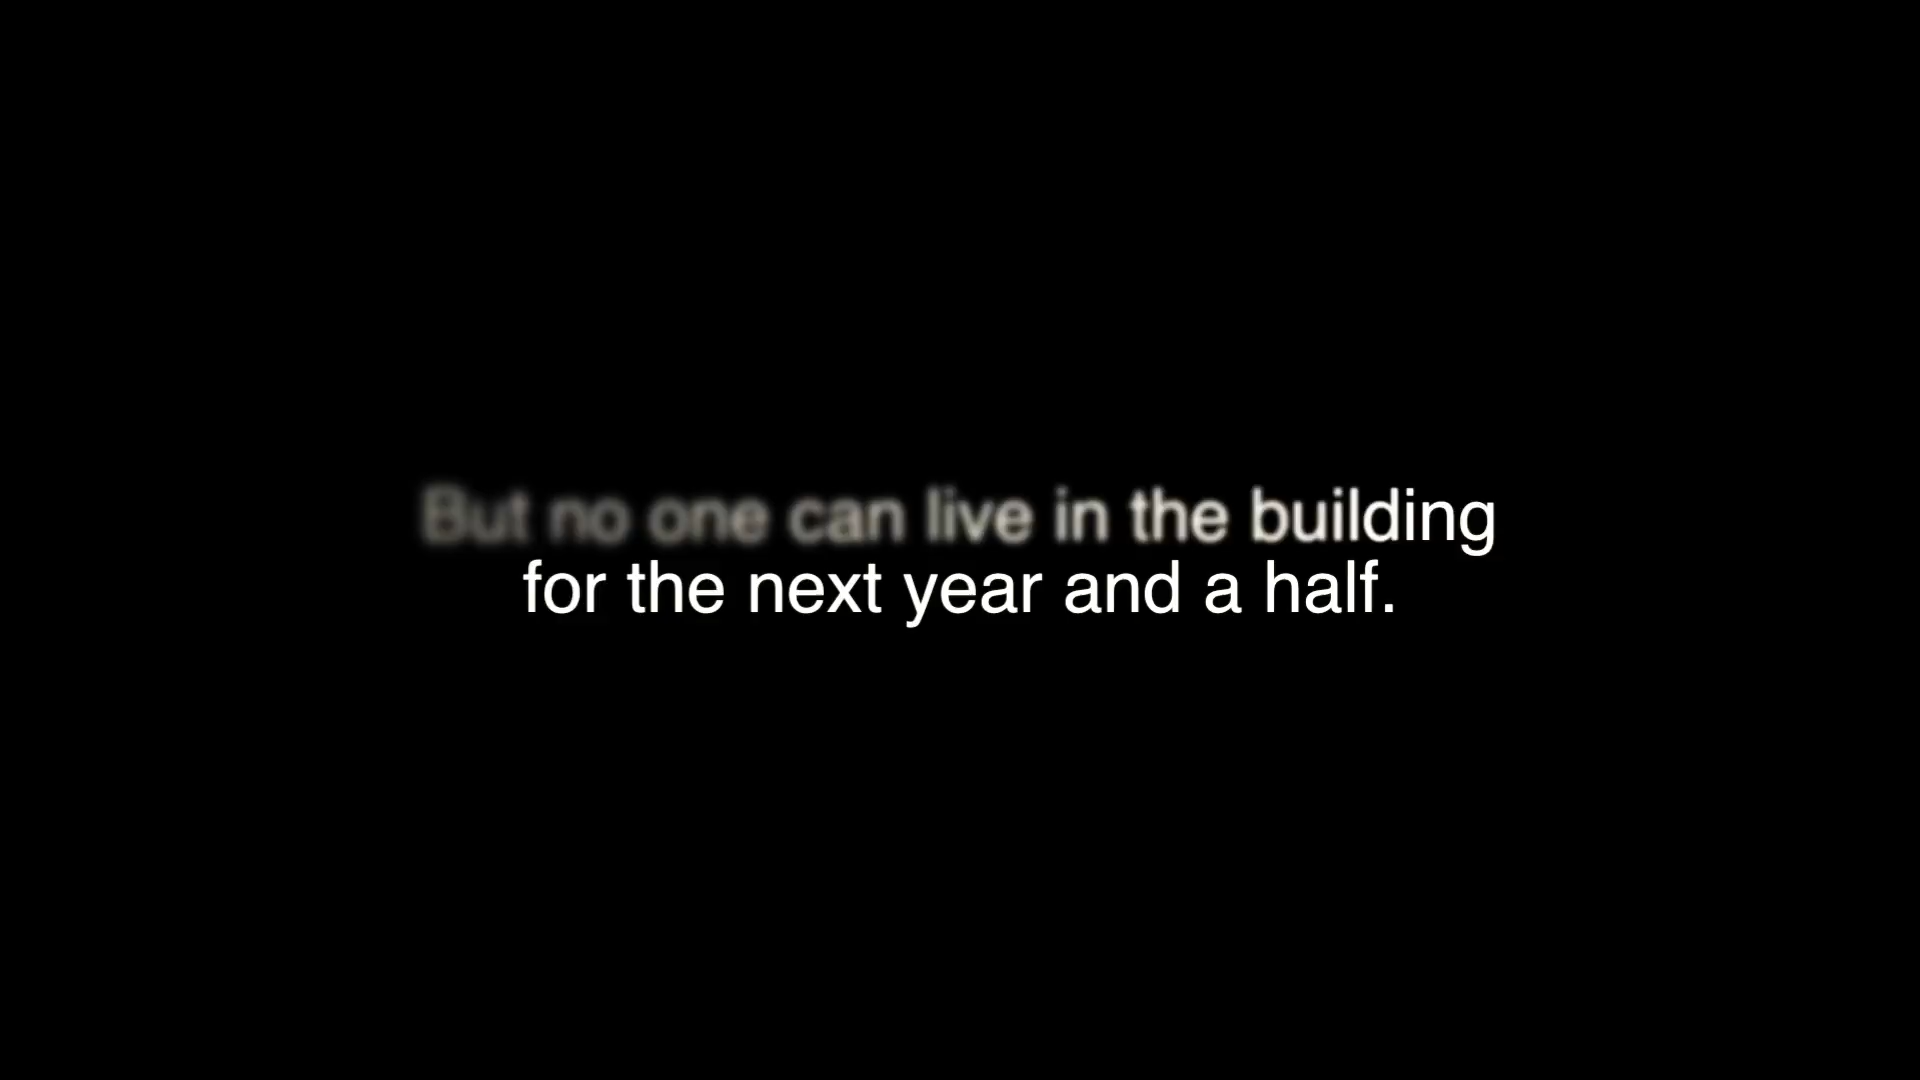 But no one can live in the building
for the next year and a half.